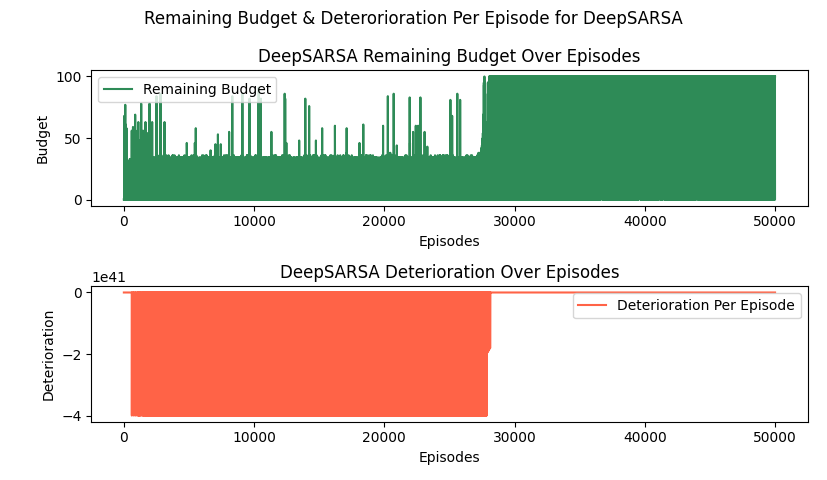 Remaining Budget & Deterorioration Per Episode for DeepSARSA
DeepSARSA Remaining Budget Over Episodes
100
50
0
Budget
Remaining Budget
0 10000 20000 30000 40000 50000
Episodes
DeepSARSA Deterioration Over Episodes
1e41
0
−2
−4
Deterioration
Deterioration Per Episode
0 10000 20000 30000 40000 50000
Episodes